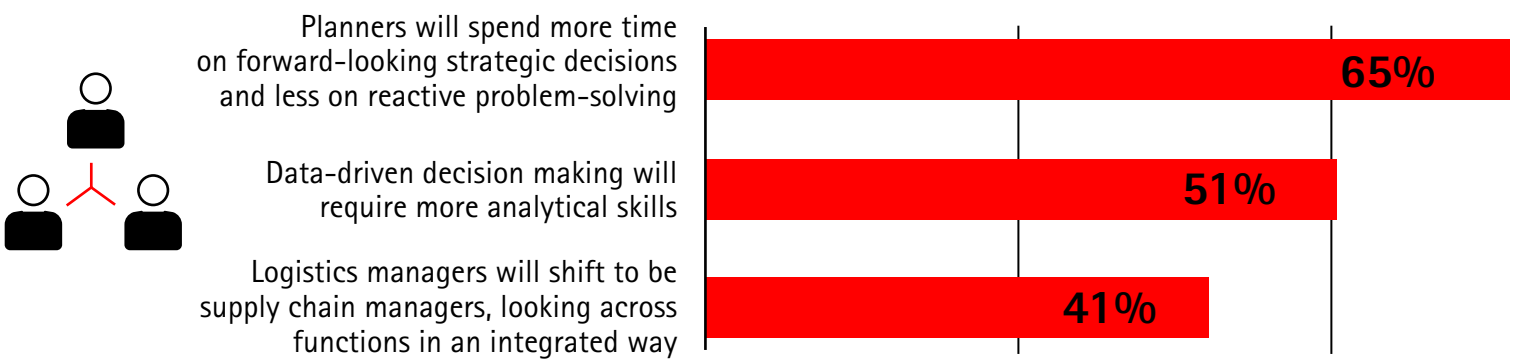 Planners will spend more time
on forward-looking strategic decisions
and less on reactive problem-solving
65%
Data-driven decision making will
require more analytical skills
51%
Logistics managers will shift to be
supply chain managers, looking across
functions in an integrated way
41%